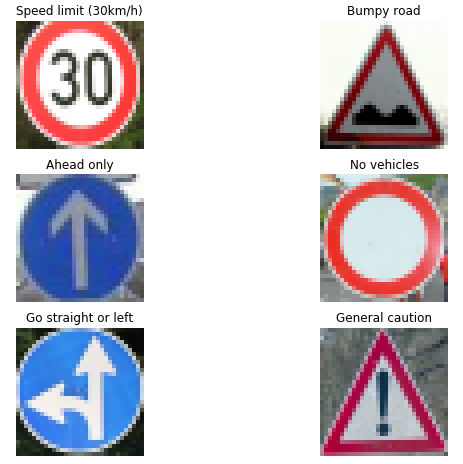 Speed limit (30km/h)
Bumpy road
30
Ahead only
No vehicles
Go straight or left
General caution
!